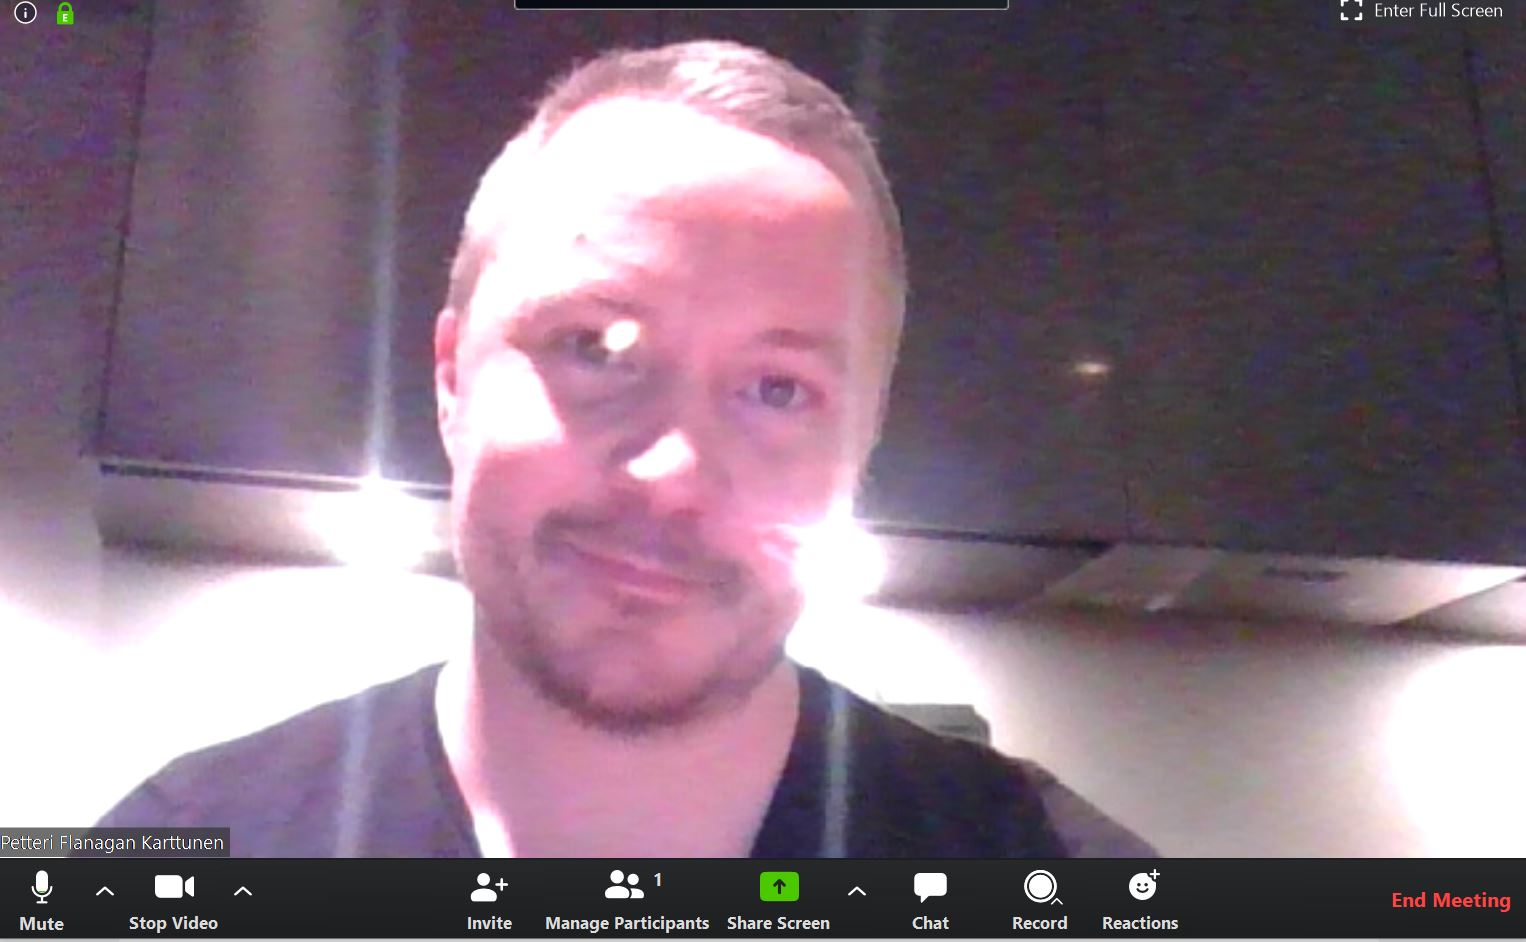 Enter Full Screen
Petteri Flanagan Karttunen
1
Mute
Stop Video
Invite
Manage Participants
Share Screen
Chat
Record
Reactions
End Meeting